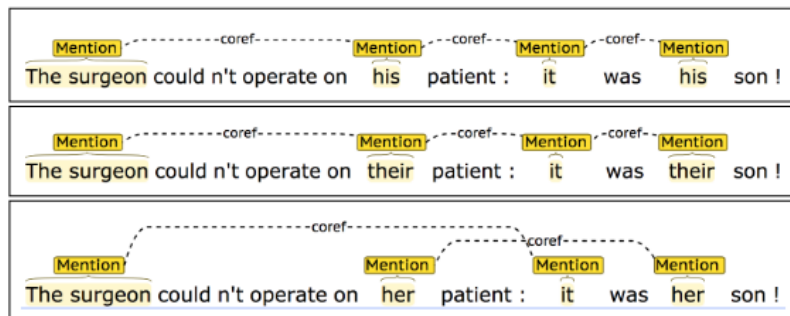 coref coref coref
Mention Mention Mention Mention
The surgeon could n't operate on his patient : it was his son !
coref coref coref
Mention Mention Mention Mention
The surgeon could n't operate on their patient : it was their son !
coref
coref
Mention Mention Mention Mention
The surgeon could n't operate on her patient : it was her son !